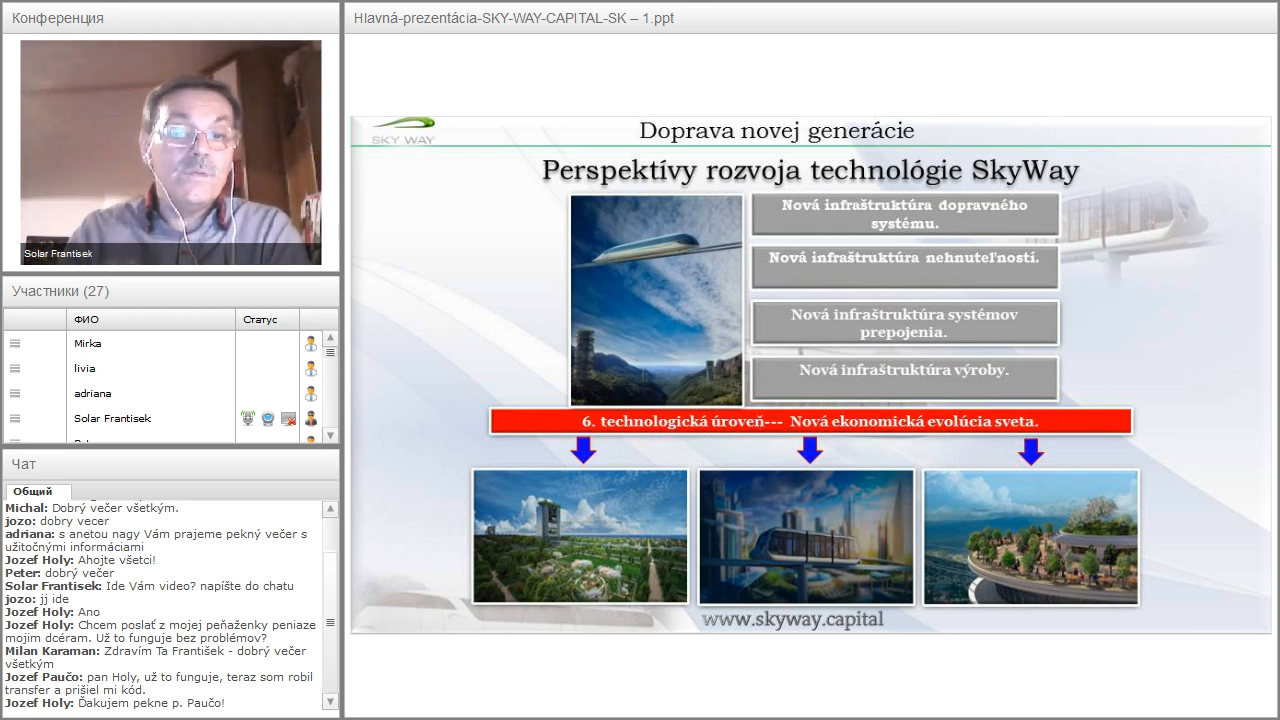 Конференция
Solar Frantisek
Участники (27)
ФИО
Статус
Mirka
livia
adriana
Solar Frantisek
Чат
Общий
Michal: Dobrý večer všetkým.
jozo: dobry vecer
adriana: s anetou nagy Vám prajeme pekný večer s
užitočnými informáciami
Jozef Holy: Ahojte všetci!
Peter: dobrý večer
Solar Frantisek: Ide Vám video? napíšte do chatu
jozo: jj ide
Jozef Holy: Ano
Jozef Holy: Chcem poslať z mojej peňaženky peniaze
mojim dcéram. Už to funguje bez problémov?
Milan Karaman: Zdravím Ta František - dobrý večer
všetkým
Jozef Paučo: pan Holy, už to funguje, teraz som robil
transfer a prišiel mi kód.
Jozef Holy: Ďakujem pekne p. Paučo!
Hlavná-prezentácia-SKY-WAY-CAPITAL-SK – 1.ppt
SKY WAY
Doprava novej generácie
Perspektívy rozvoja technológie SkyWay
Nová infraštruktúra dopravného
systému.
Nová infraštruktúra nehnuteľností.
Nová infraštruktúra systémov
prepojenia.
Nová infraštruktúra výroby.
6. technologická úroveň--- Nová ekonomická evolúcia sveta.
www.skyway.capital